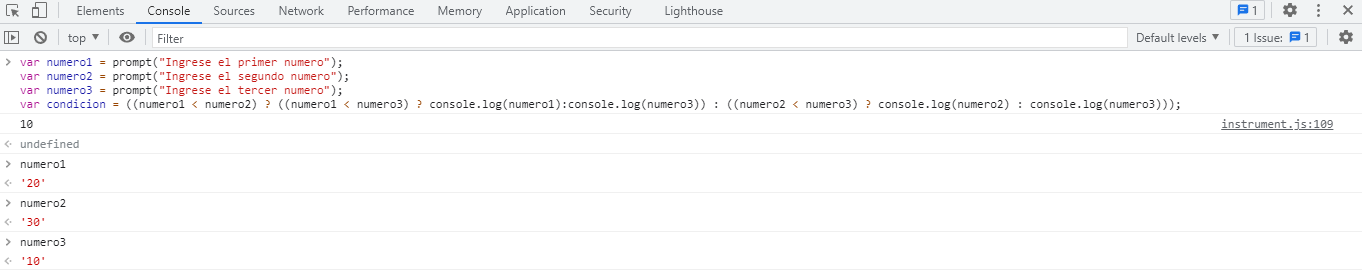 Elements Console Sources Network Performance Memory Application Security Lighthouse 1
top Filter Default levels 1 Issue: 1
var numero1 = prompt("Ingrese el primer numero");
var numero2 = prompt("Ingrese el segundo numero");
var numero3 = prompt("Ingrese el tercer numero");
var condicion = ((numero1 < numero2) ? ((numero1 < numero3) ? console.log(numero1):console.log(numero3)) : ((numero2 < numero3) ? console.log(numero2) : console.log(numero3)));
10 instrument.js:109
undefined
numero1
'20'
numero2
'30'
numero3
'10'